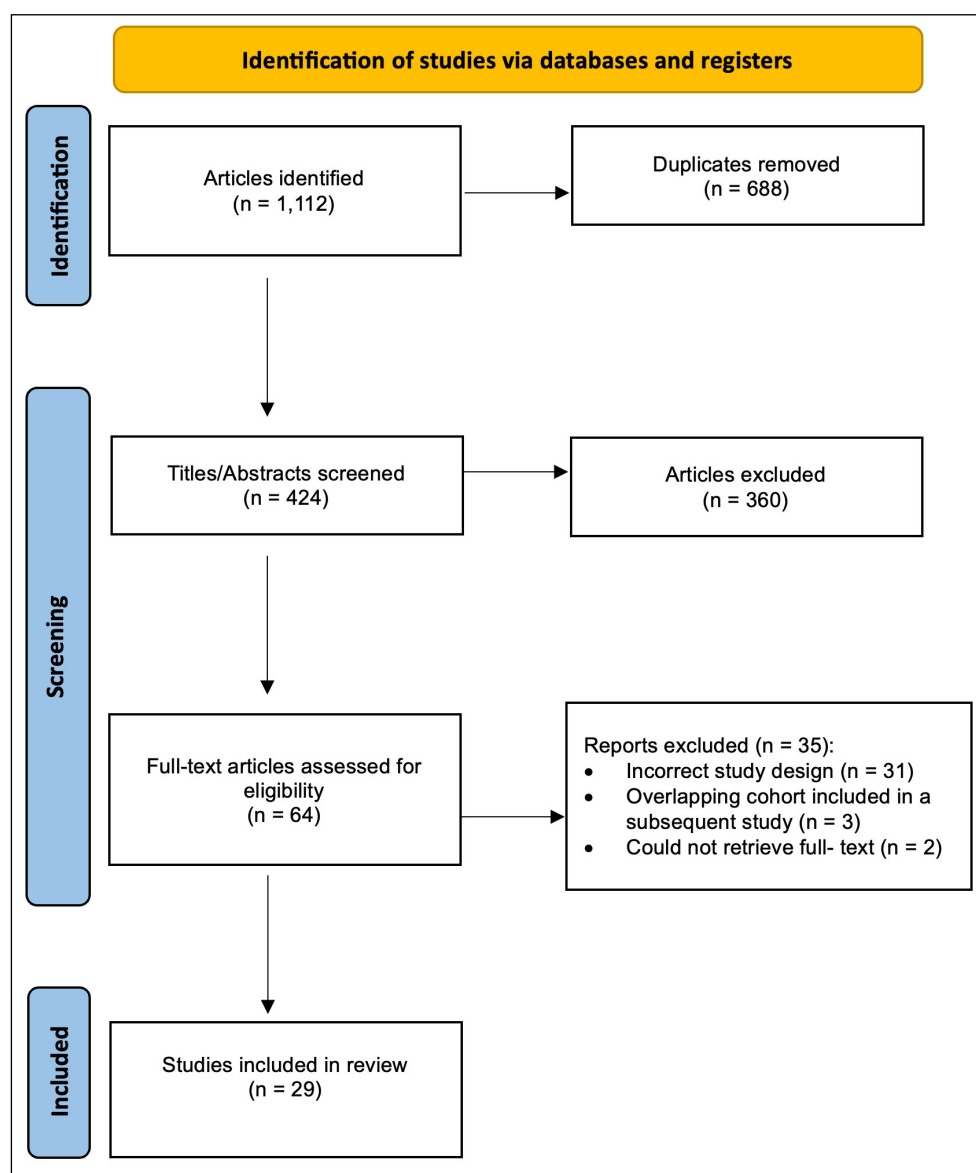 Identification of studies via databases and registers
Identification
Articles identified
(n = 1,112)
Duplicates removed
(n = 688)
Screening
Titles/Abstracts screened
(n = 424)
Articles excluded
(n = 360)
Full-text articles assessed for
eligibility
(n = 64)
Reports excluded (n = 35):
• Incorrect study design (n = 31)
• Overlapping cohort included in a
subsequent study (n = 3)
• Could not retrieve full- text (n = 2)
Included
Studies included in review
(n = 29)